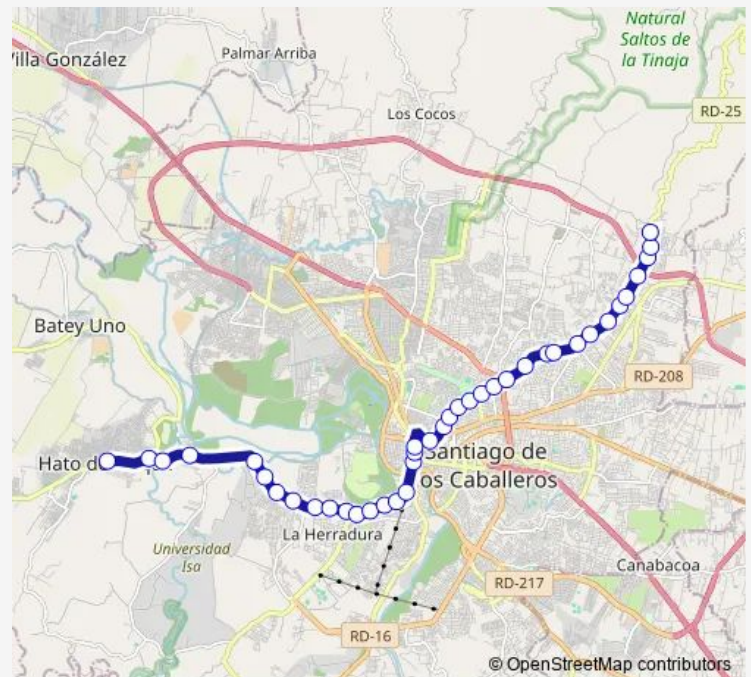 Natural
Saltos de
la Tinaja
Villa González
Palmar Arriba
RD-25
Los Cocos
Batey Uno
RD-208
Hato d
Santiago de
os Caballeros
La Herradura
Universidad
Isa
Canabacoa
RD-217
RD-16
© OpenStreetMap contributors